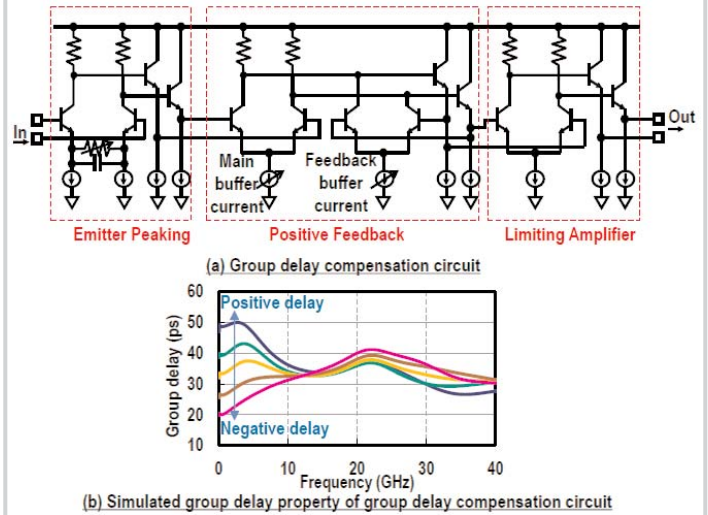 In
Out
Main
buffer
current
Feedback
buffer
current
Emitter Peaking
Positive Feedback
Limiting Amplifier
(a) Group delay compensation circuit
60
50
40
30
20
10
Group delay (ps)
Positive delay
Negative delay
0
10
20
30
40
Frequency (GHz)
(b) Simulated group delay property of group delay compensation circuit